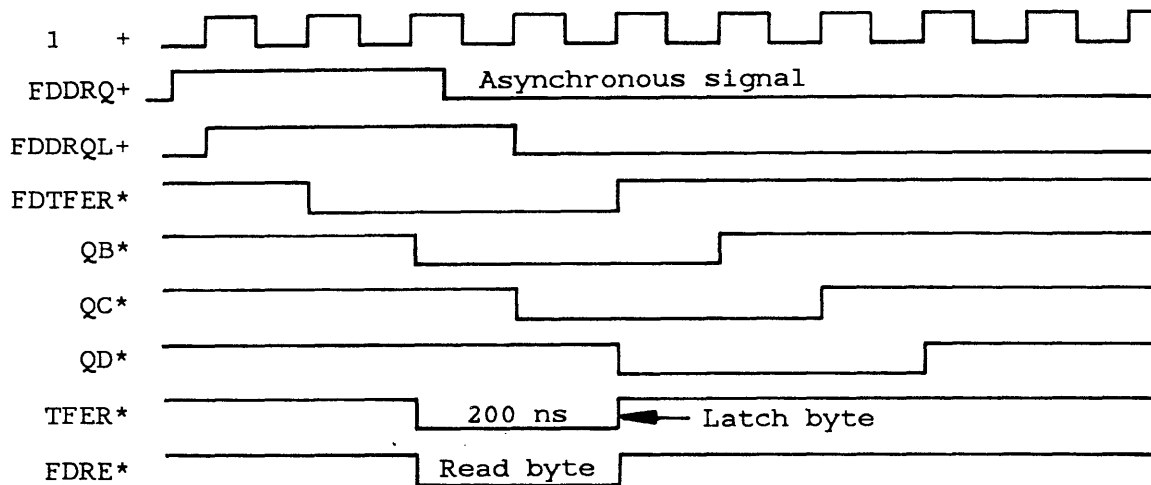 1 +
FDDRQ+ Asynchronous signal
FDDRQL+
FDTFER*
QB*
QC*
QD*
TFER* 200 ns Latch byte
FDRE* Read byte